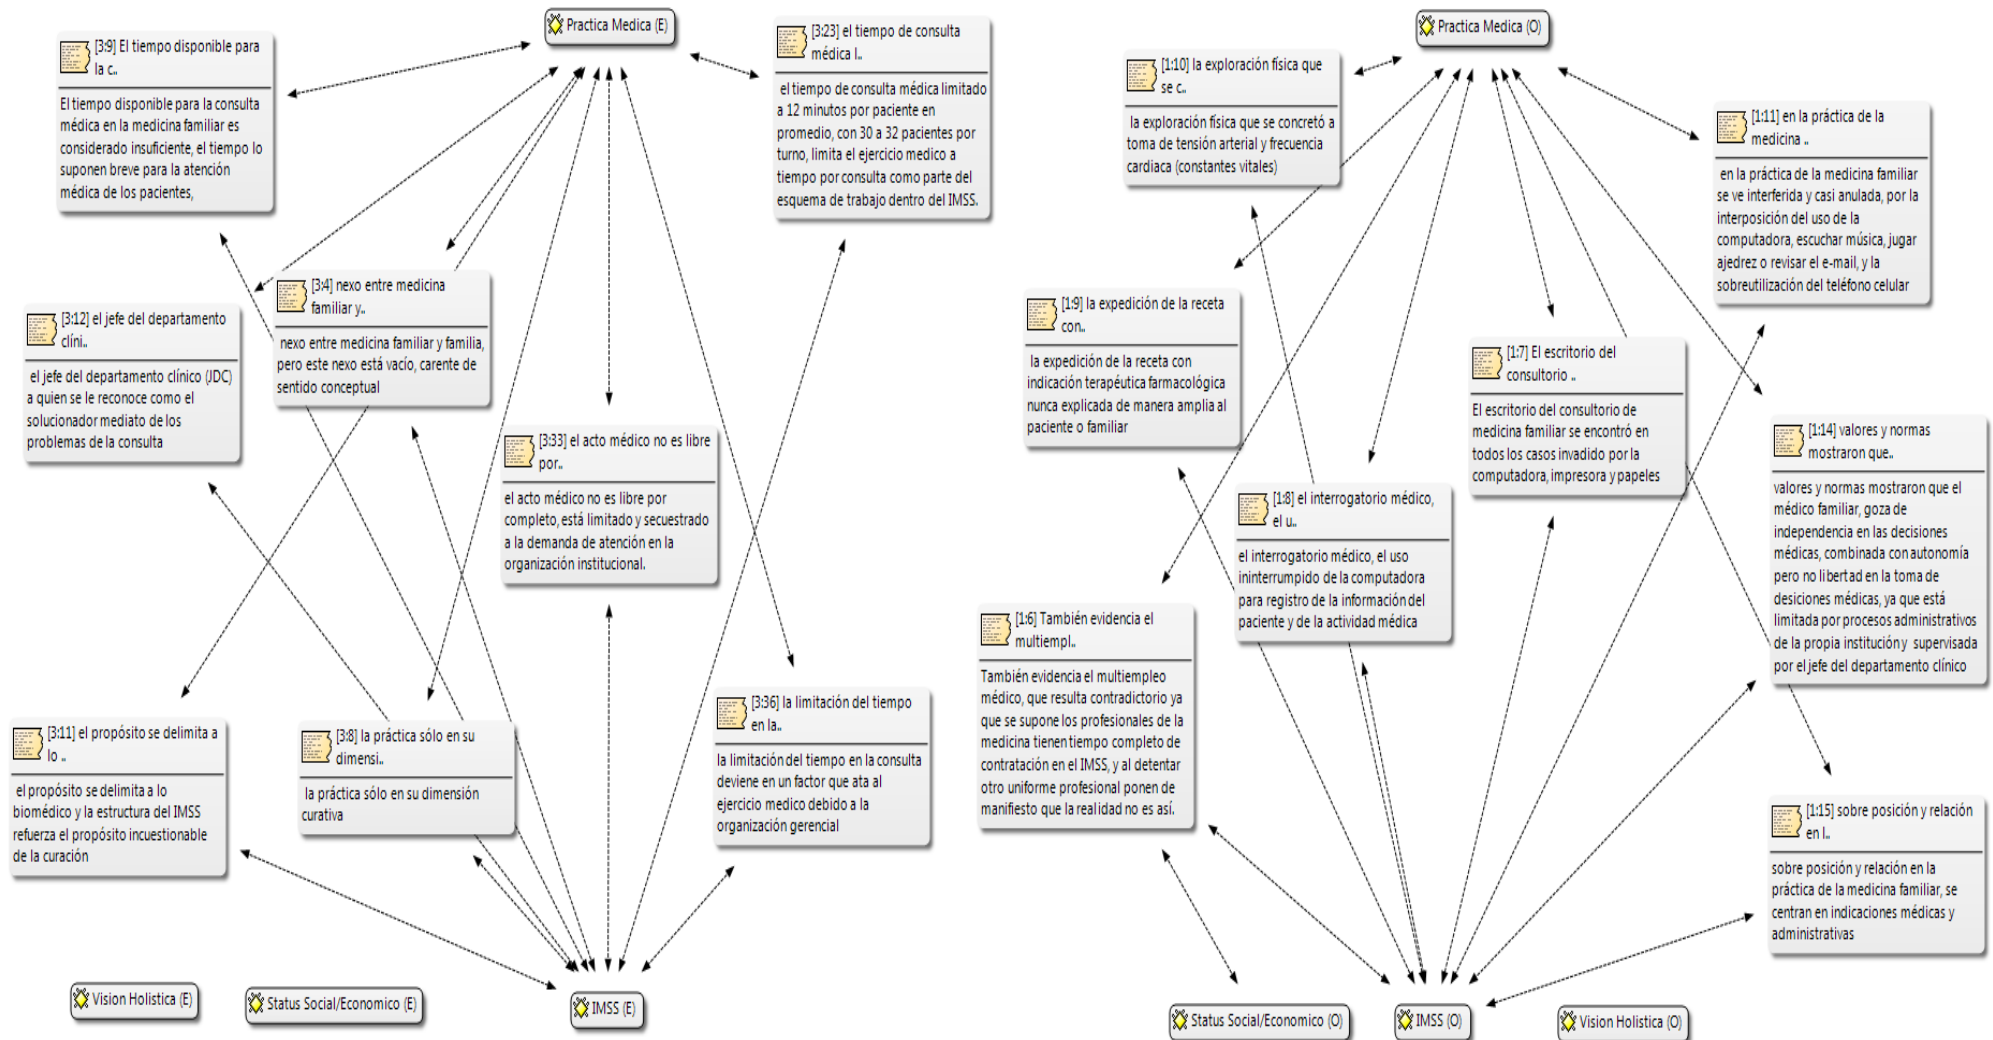 Practica Medica (E)
[3:9] El tiempo disponible para
la c..
El tiempo disponible para la consulta
médica en la medicina familiar es
considerado insuficiente, el tiempo lo
suponen breve para la atención
médica de los pacientes,
[3:23] el tiempo de consulta
médica l..
el tiempo de consulta médica limitado
a 12 minutos por paciente en
promedio, con 30 a 32 pacientes por
turno, limita el ejercicio medico a
tiempo por consulta como parte del
esquema de trabajo dentro del IMSS.
[3:4] nexo entre medicina
familiar y..
nexo entre medicina familiar y familia,
pero este nexo está vacío, carente de
sentido conceptual
[3:12] el jefe del departamento
clíni..
el jefe del departamento clínico (JDC)
a quien se le reconoce como el
solucionador mediato de los
problemas de la consulta
[3:33] el acto médico no es libre
por..
el acto médico no es libre por
completo, está limitado y secuestrado
a la demanda de atención en la
organización institucional.
[3:36] la limitación del tiempo
en la..
la limitación del tiempo en la consulta
deviene en un factor que ata al
ejercicio medico debido a la
organización gerencial
[3:11] el propósito se delimita a
lo ..
el propósito se delimita a lo
biomédico y la estructura del IMSS
refuerza el propósito incuestionable
de la curación
[3:8] la práctica sólo en su
dimensi..
la práctica sólo en su dimensión
curativa
Vision Holistica (E)
Status Social/Economico (E)
IMSS (E)
Practica Medica (O)
[1:10] la exploración física que
se c..
la exploración física que se concretó a
toma de tensión arterial y frecuencia
cardiaca (constantes vitales)
[1:11] en la práctica de la
medicina ..
en la práctica de la medicina familiar
se ve interferida y casi anulada, por la
interposición del uso de la
computadora, escuchar música, jugar
ajedrez o revisar el e-mail, y la
sobreutilización del teléfono celular
[1:9] la expedición de la receta
con..
la expedición de la receta con
indicación terapéutica farmacológica
nunca explicada de manera amplia al
paciente o familiar
[1:7] El escritorio del
consultorio ..
El escritorio del consultorio de
medicina familiar se encontró en
todos los casos invadido por la
computadora, impresora y papeles
[1:14] valores y normas
mostraron que..
valores y normas mostraron que el
médico familiar, goza de
independencia en las decisiones
médicas, combinada con autonomía
pero no libertad en la toma de
desiciones médicas, ya que está
limitada por procesos administrativos
de la propia institución y supervisada
por el jefe del departamento clínico
[1:8] el interrogatorio médico,
el u..
el interrogatorio médico, el uso
ininterrumpido de la computadora
para registro de la información del
paciente y de la actividad médica
[1:6] También evidencia el
multiempl..
También evidencia el multiempleo
médico, que resulta contradictorio ya
que se supone los profesionales de la
medicina tienen tiempo completo de
contratación en el IMSS, y al detentar
otro uniforme profesional ponen de
manifiesto que la realidad no es así.
[1:15] sobre posición y relación
en l..
sobre posición y relación en la
práctica de la medicina familiar, se
centran en indicaciones médicas y
administrativas
Status Social/Economico (O)
IMSS (O)
Vision Holistica (O)